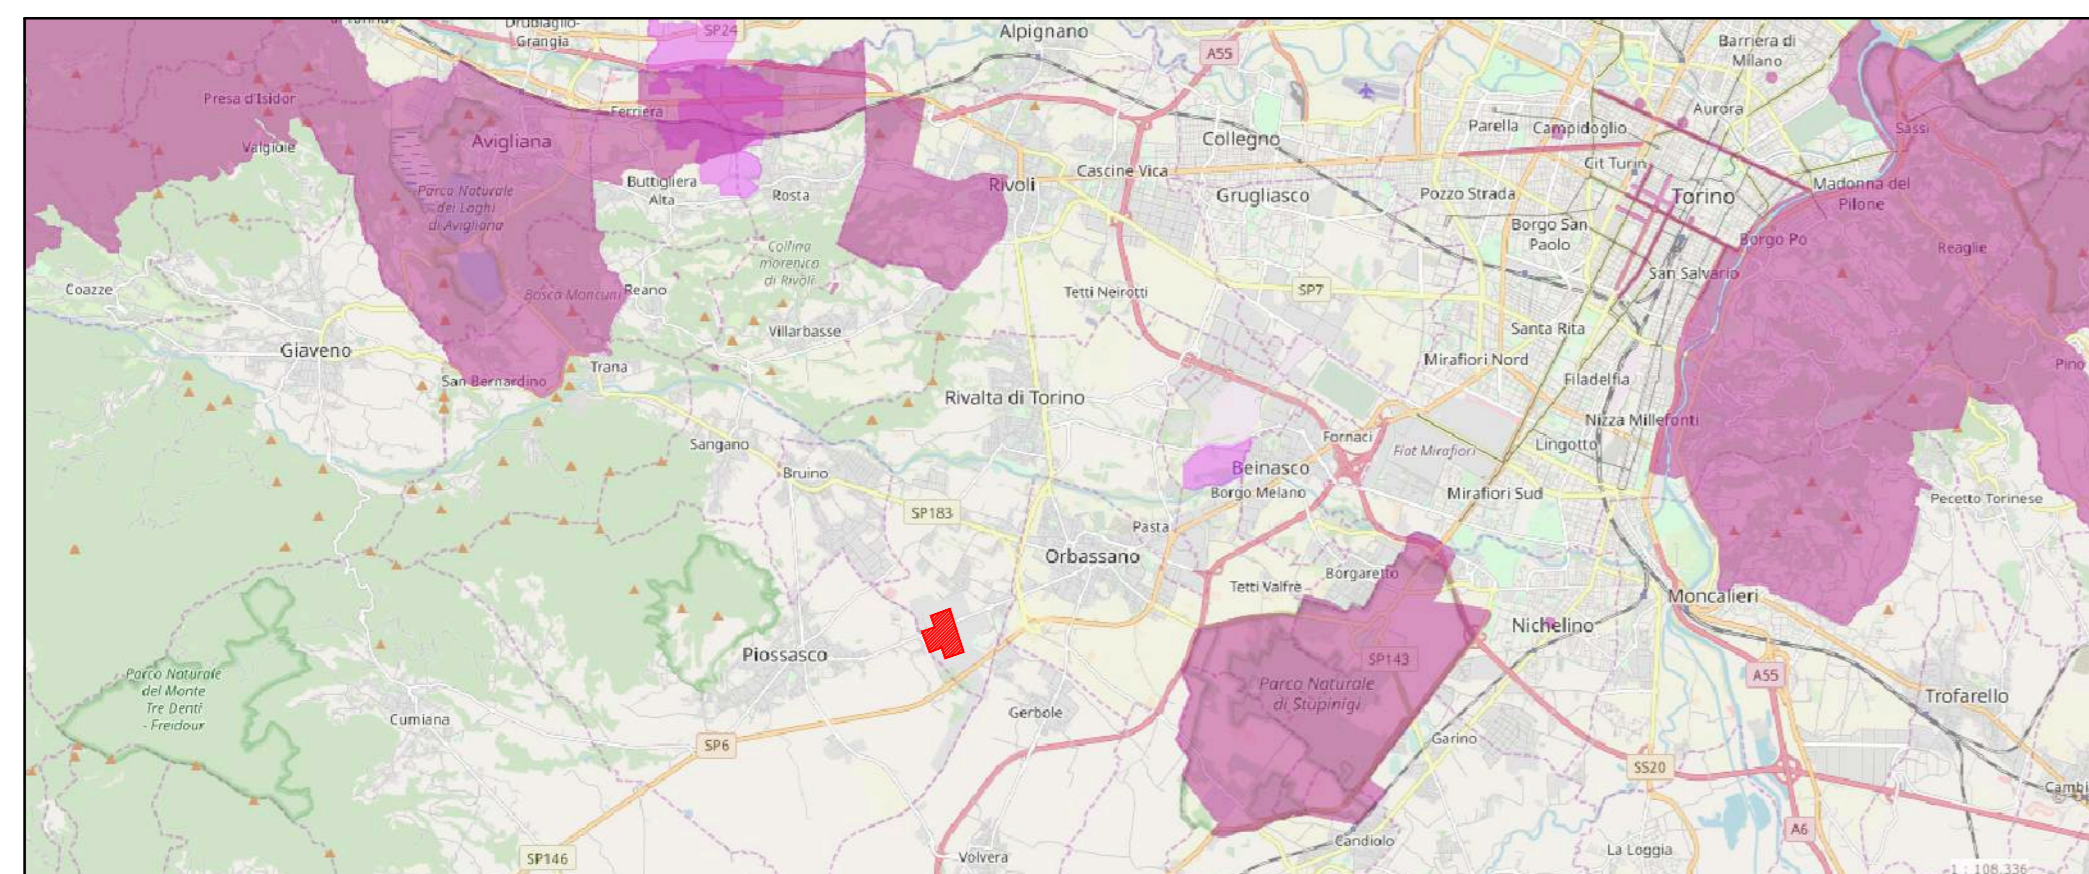 Drubiaglio-
Grangia
SP24
Alpignano
A55
Barriera di
Milano
Presa d'Isidor
Ferriera
Aurora
Avigliana
Valgioie
Collegno
Parella
Campidoglio
Sassi
Cit Turin
Cascine Vica
Buttigliera
Alta
Rosta
Rivoli
Grugliasco
Pozzo Strada
Torino
Madonna del
Pilone
Parco Naturale
dei Laghi
di Avigliana
Borgo San
Paolo
Borgo Po
Reaglie
Collina
morenica
di Rivoli
San Salvario
Coazze
Bosco Moncuni
Reano
Tetti Neirotti
SP7
Villarbasse
Santa Rita
Giaveno
Mirafiori Nord
Pino
Trana
San Bernardino
Filadelfia
Rivalta di Torino
Nizza Millefonti
Sangano
Fornaci
Fiat Mirafiori
Lingotto
Bruino
Beinasco
Borgo Melano
Mirafiori Sud
Pecetto Torinese
SP183
Pasta
Orbassano
Tetti Valfrè
Borgaretto
Moncalieri
Nichelino
Piossasco
SP143
Parco Naturale
del Monte
Tre Denti
- Freidour
Parco Naturale
di Stupinigi
A55
Trofarello
Cumiana
Gerbole
SP6
Garino
SS20
Cambi
A6
Candiolo
La Loggia
SP146
Volvera
1 : 108.336